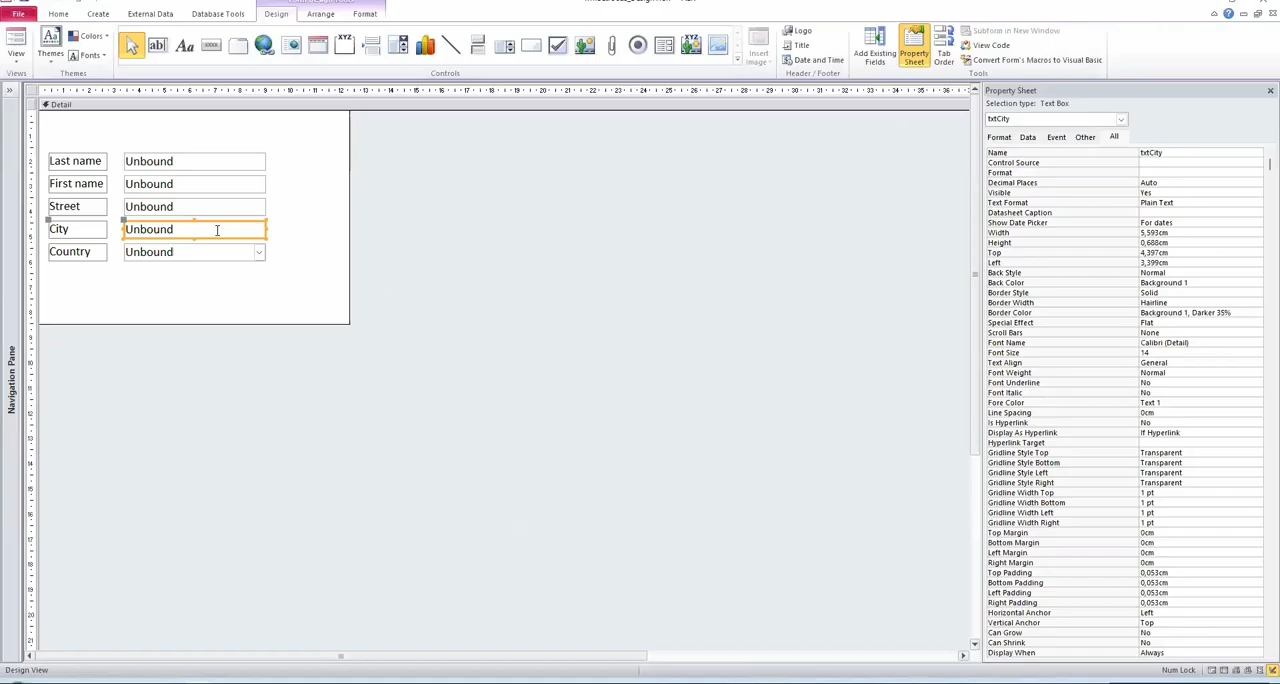 File Home Create External Data Database Tools Design Arrange Format
View
Themes
Colors
Fonts
ab|
Aa
XYZ
XYZ
Insert
Image
Logo
Title
Date and Time
Add Existing
Fields
Property
Sheet
Tab
Order
Subform in New Window
View Code
Convert Form's Macros to Visual Basic
Views Themes Controls Header / Footer Tools
Detail
Last name Unbound
First name Unbound
Street Unbound
City Unbound
Country Unbound
Navigation Pane
Property Sheet
Selection type: Text Box
txtCity
Format Data Event Other All
Name txtCity
Control Source
Format
Decimal Places Auto
Visible Yes
Text Format Plain Text
Datasheet Caption
Show Date Picker For dates
Width 5,593cm
Height 0,688cm
Top 4,397cm
Left 3,399cm
Back Style Normal
Back Color Background 1
Border Style Solid
Border Width Hairline
Border Color Background 1, Darker 35%
Special Effect Flat
Scroll Bars None
Font Name Calibri (Detail)
Font Size 14
Text Align General
Font Weight Normal
Font Underline No
Font Italic No
Fore Color Text 1
Line Spacing 0cm
Is Hyperlink No
Display As Hyperlink If Hyperlink
Hyperlink Target
Gridline Style Top Transparent
Gridline Style Bottom Transparent
Gridline Style Left Transparent
Gridline Style Right Transparent
Gridline Width Top 1 pt
Gridline Width Bottom 1 pt
Gridline Width Left 1 pt
Gridline Width Right 1 pt
Top Margin 0cm
Bottom Margin 0cm
Left Margin 0cm
Right Margin 0cm
Top Padding 0,053cm
Bottom Padding 0,053cm
Left Padding 0,053cm
Right Padding 0,053cm
Horizontal Anchor Left
Vertical Anchor Top
Can Grow No
Can Shrink No
Display When Always
Design View Num Lock